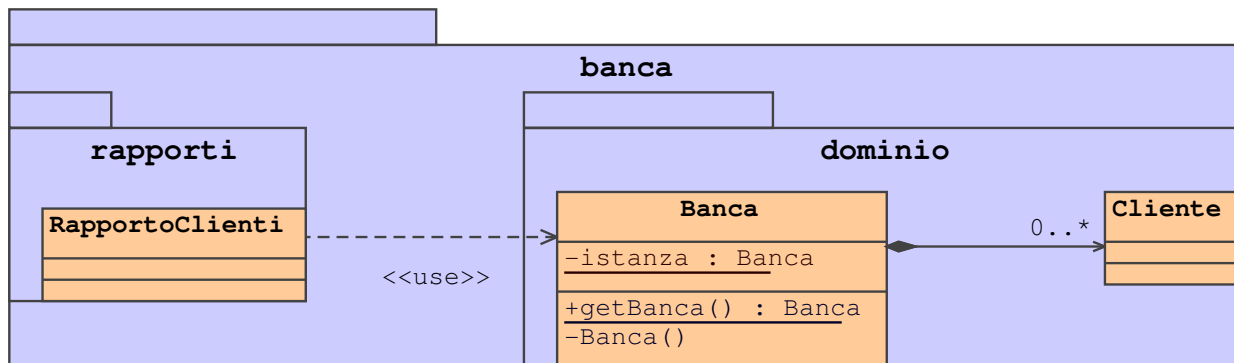 banca
rapporti
dominio
RapportoClienti
<<use>>
Banca
-istanza : Banca
+getBanca() : Banca
-Banca()
0..*
Cliente